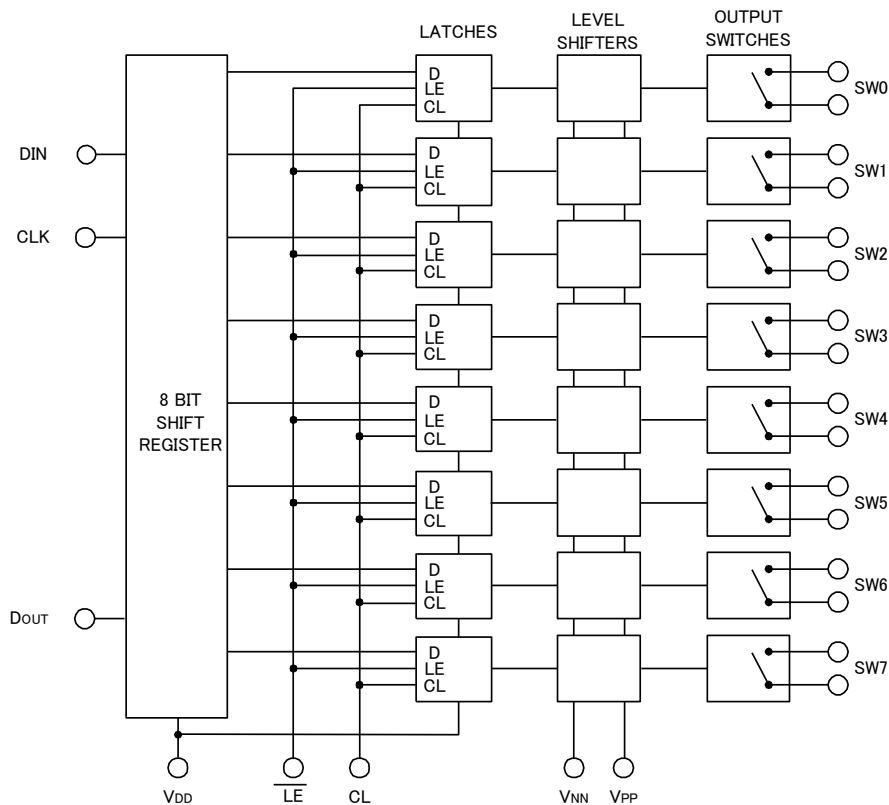 LATCHES
LEVEL
SHIFTERS
OUTPUT
SWITCHES
D
LE
CL
SW0
DIN
D
LE
CL
SW1
CLK
D
LE
CL
SW2
D
LE
CL
SW3
8 BIT
SHIFT
REGISTER
D
LE
CL
SW4
D
LE
CL
SW5
D
LE
CL
SW6
DOUT
D
LE
CL
SW7
VDD
LE
CL
VNN
VPP